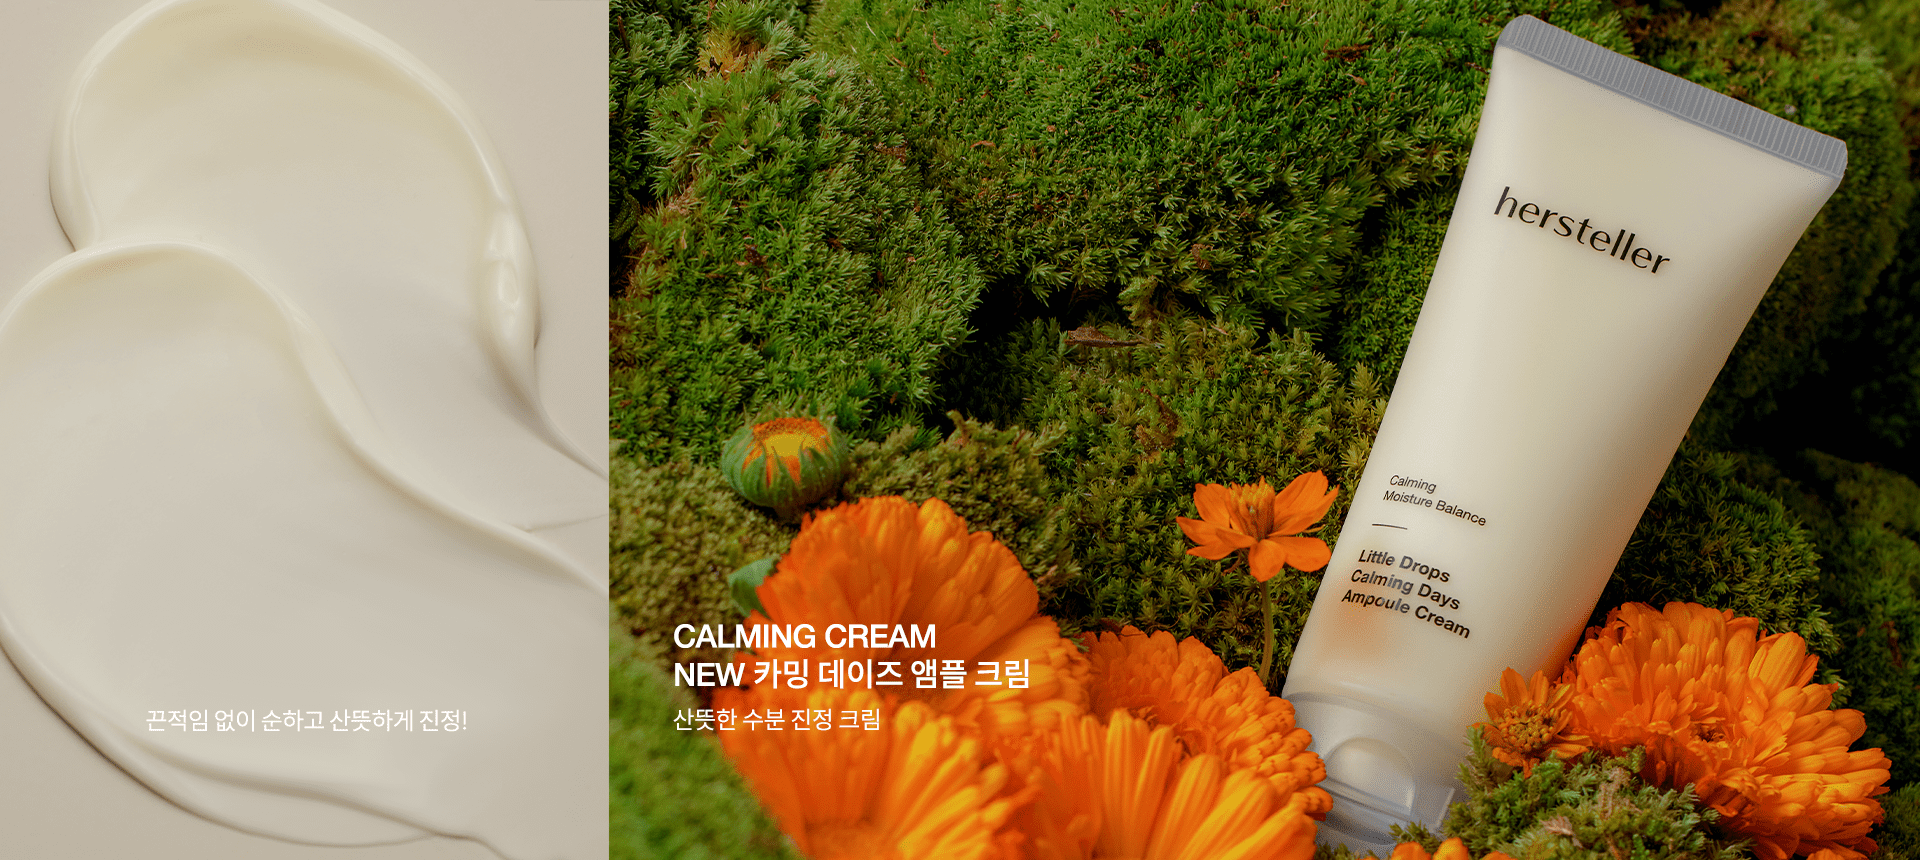 끈적임 없이 순하고 산뜻하게 진정!
CALMING CREAM
NEW 카밍 데이즈 앰플 크림
산뜻한 수분 진정 크림
hersteller
Calming
Moisture Balance
Little Drops
Calming Days
Ampoule Cream